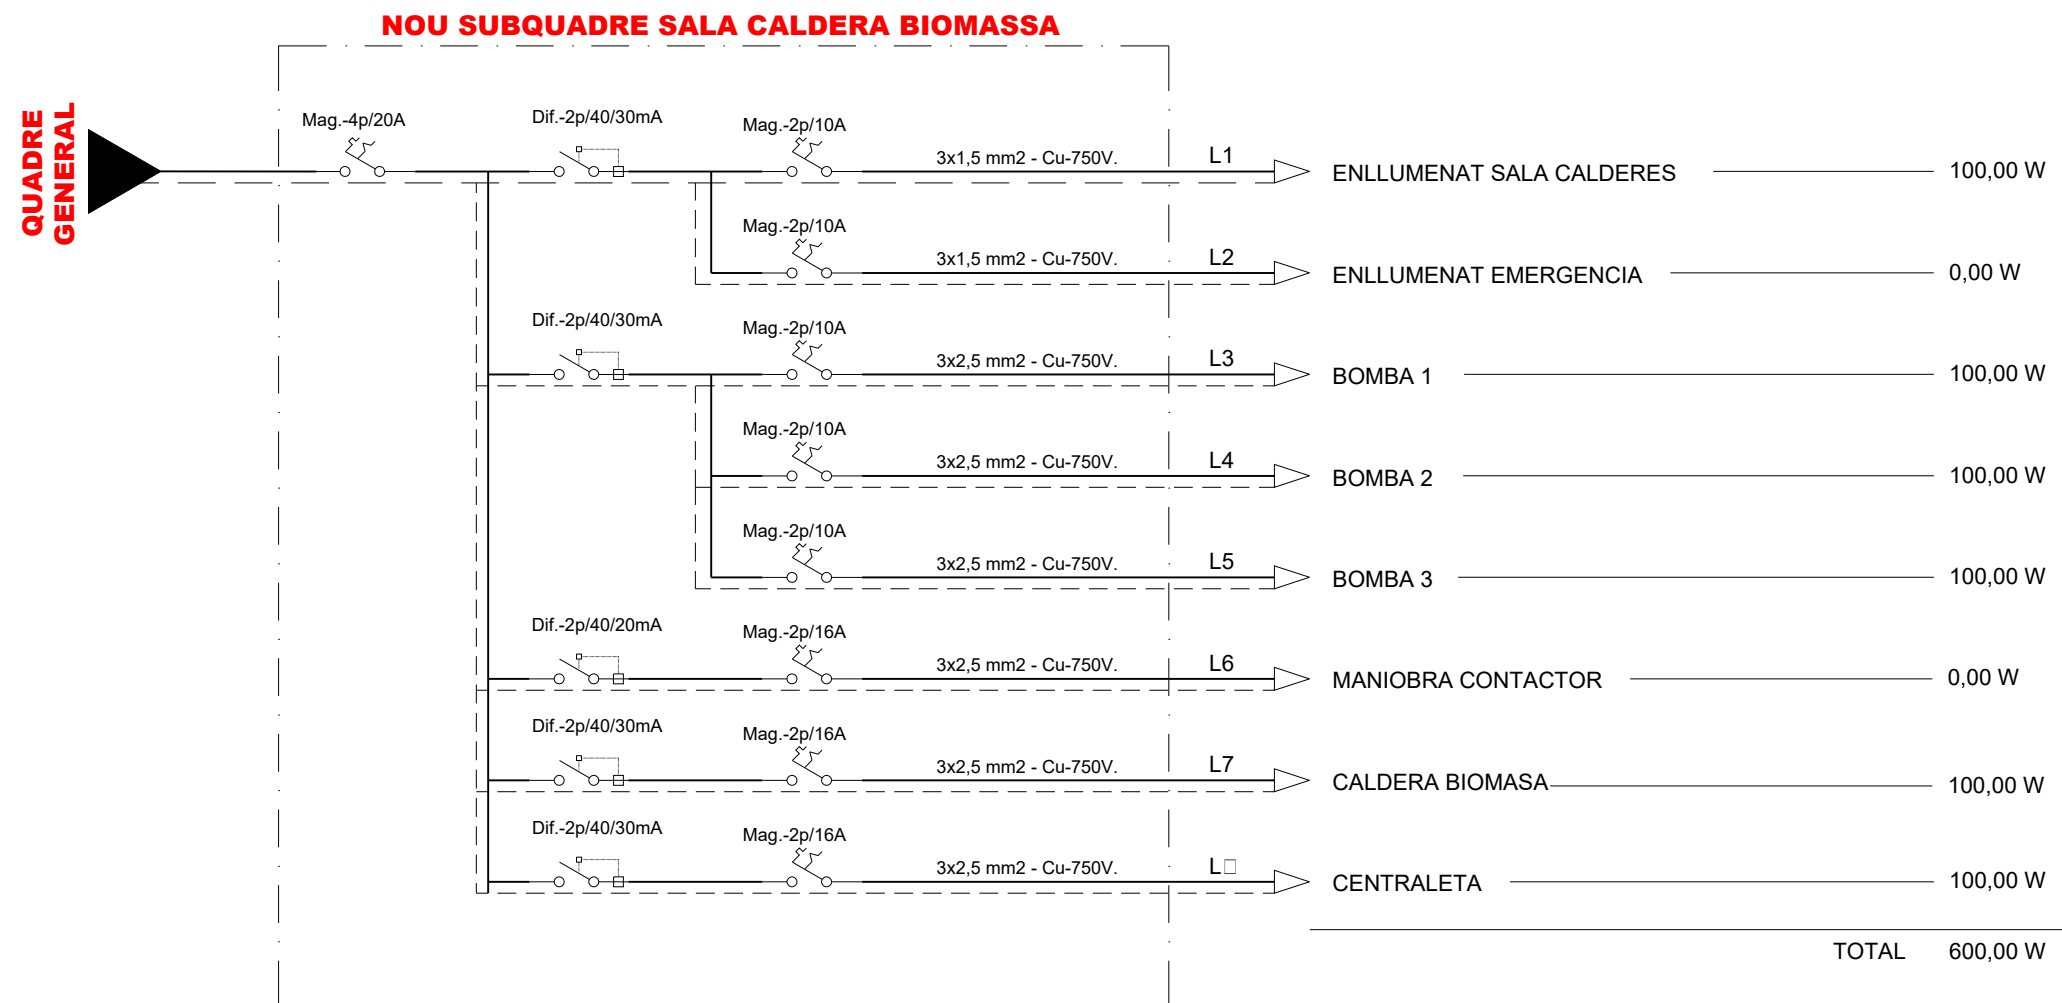 NOU SUBQUADRE SALA CALDERA BIOMASSA
QUADRE
GENERAL
Mag.-4p/20A
Dif.-2p/40/30mA
Mag.-2p/10A
3x1,5 mm2 - Cu-750V.
L1
ENLLUMENAT SALA CALDERES
100,00 W
Mag.-2p/10A
3x1,5 mm2 - Cu-750V.
L2
ENLLUMENAT EMERGENCIA
0,00 W
Dif.-2p/40/30mA
Mag.-2p/10A
3x2,5 mm2 - Cu-750V.
L3
BOMBA 1
100,00 W
Mag.-2p/10A
3x2,5 mm2 - Cu-750V.
L4
BOMBA 2
100,00 W
Mag.-2p/10A
3x2,5 mm2 - Cu-750V.
L5
BOMBA 3
100,00 W
Dif.-2p/40/20mA
Mag.-2p/16A
3x2,5 mm2 - Cu-750V.
L6
MANIOBRA CONTACTOR
0,00 W
Dif.-2p/40/30mA
Mag.-2p/16A
3x2,5 mm2 - Cu-750V.
L7
CALDERA BIOMASA
100,00 W
Dif.-2p/40/30mA
Mag.-2p/16A
3x2,5 mm2 - Cu-750V.
L□
CENTRALETA
100,00 W
TOTAL 600,00 W